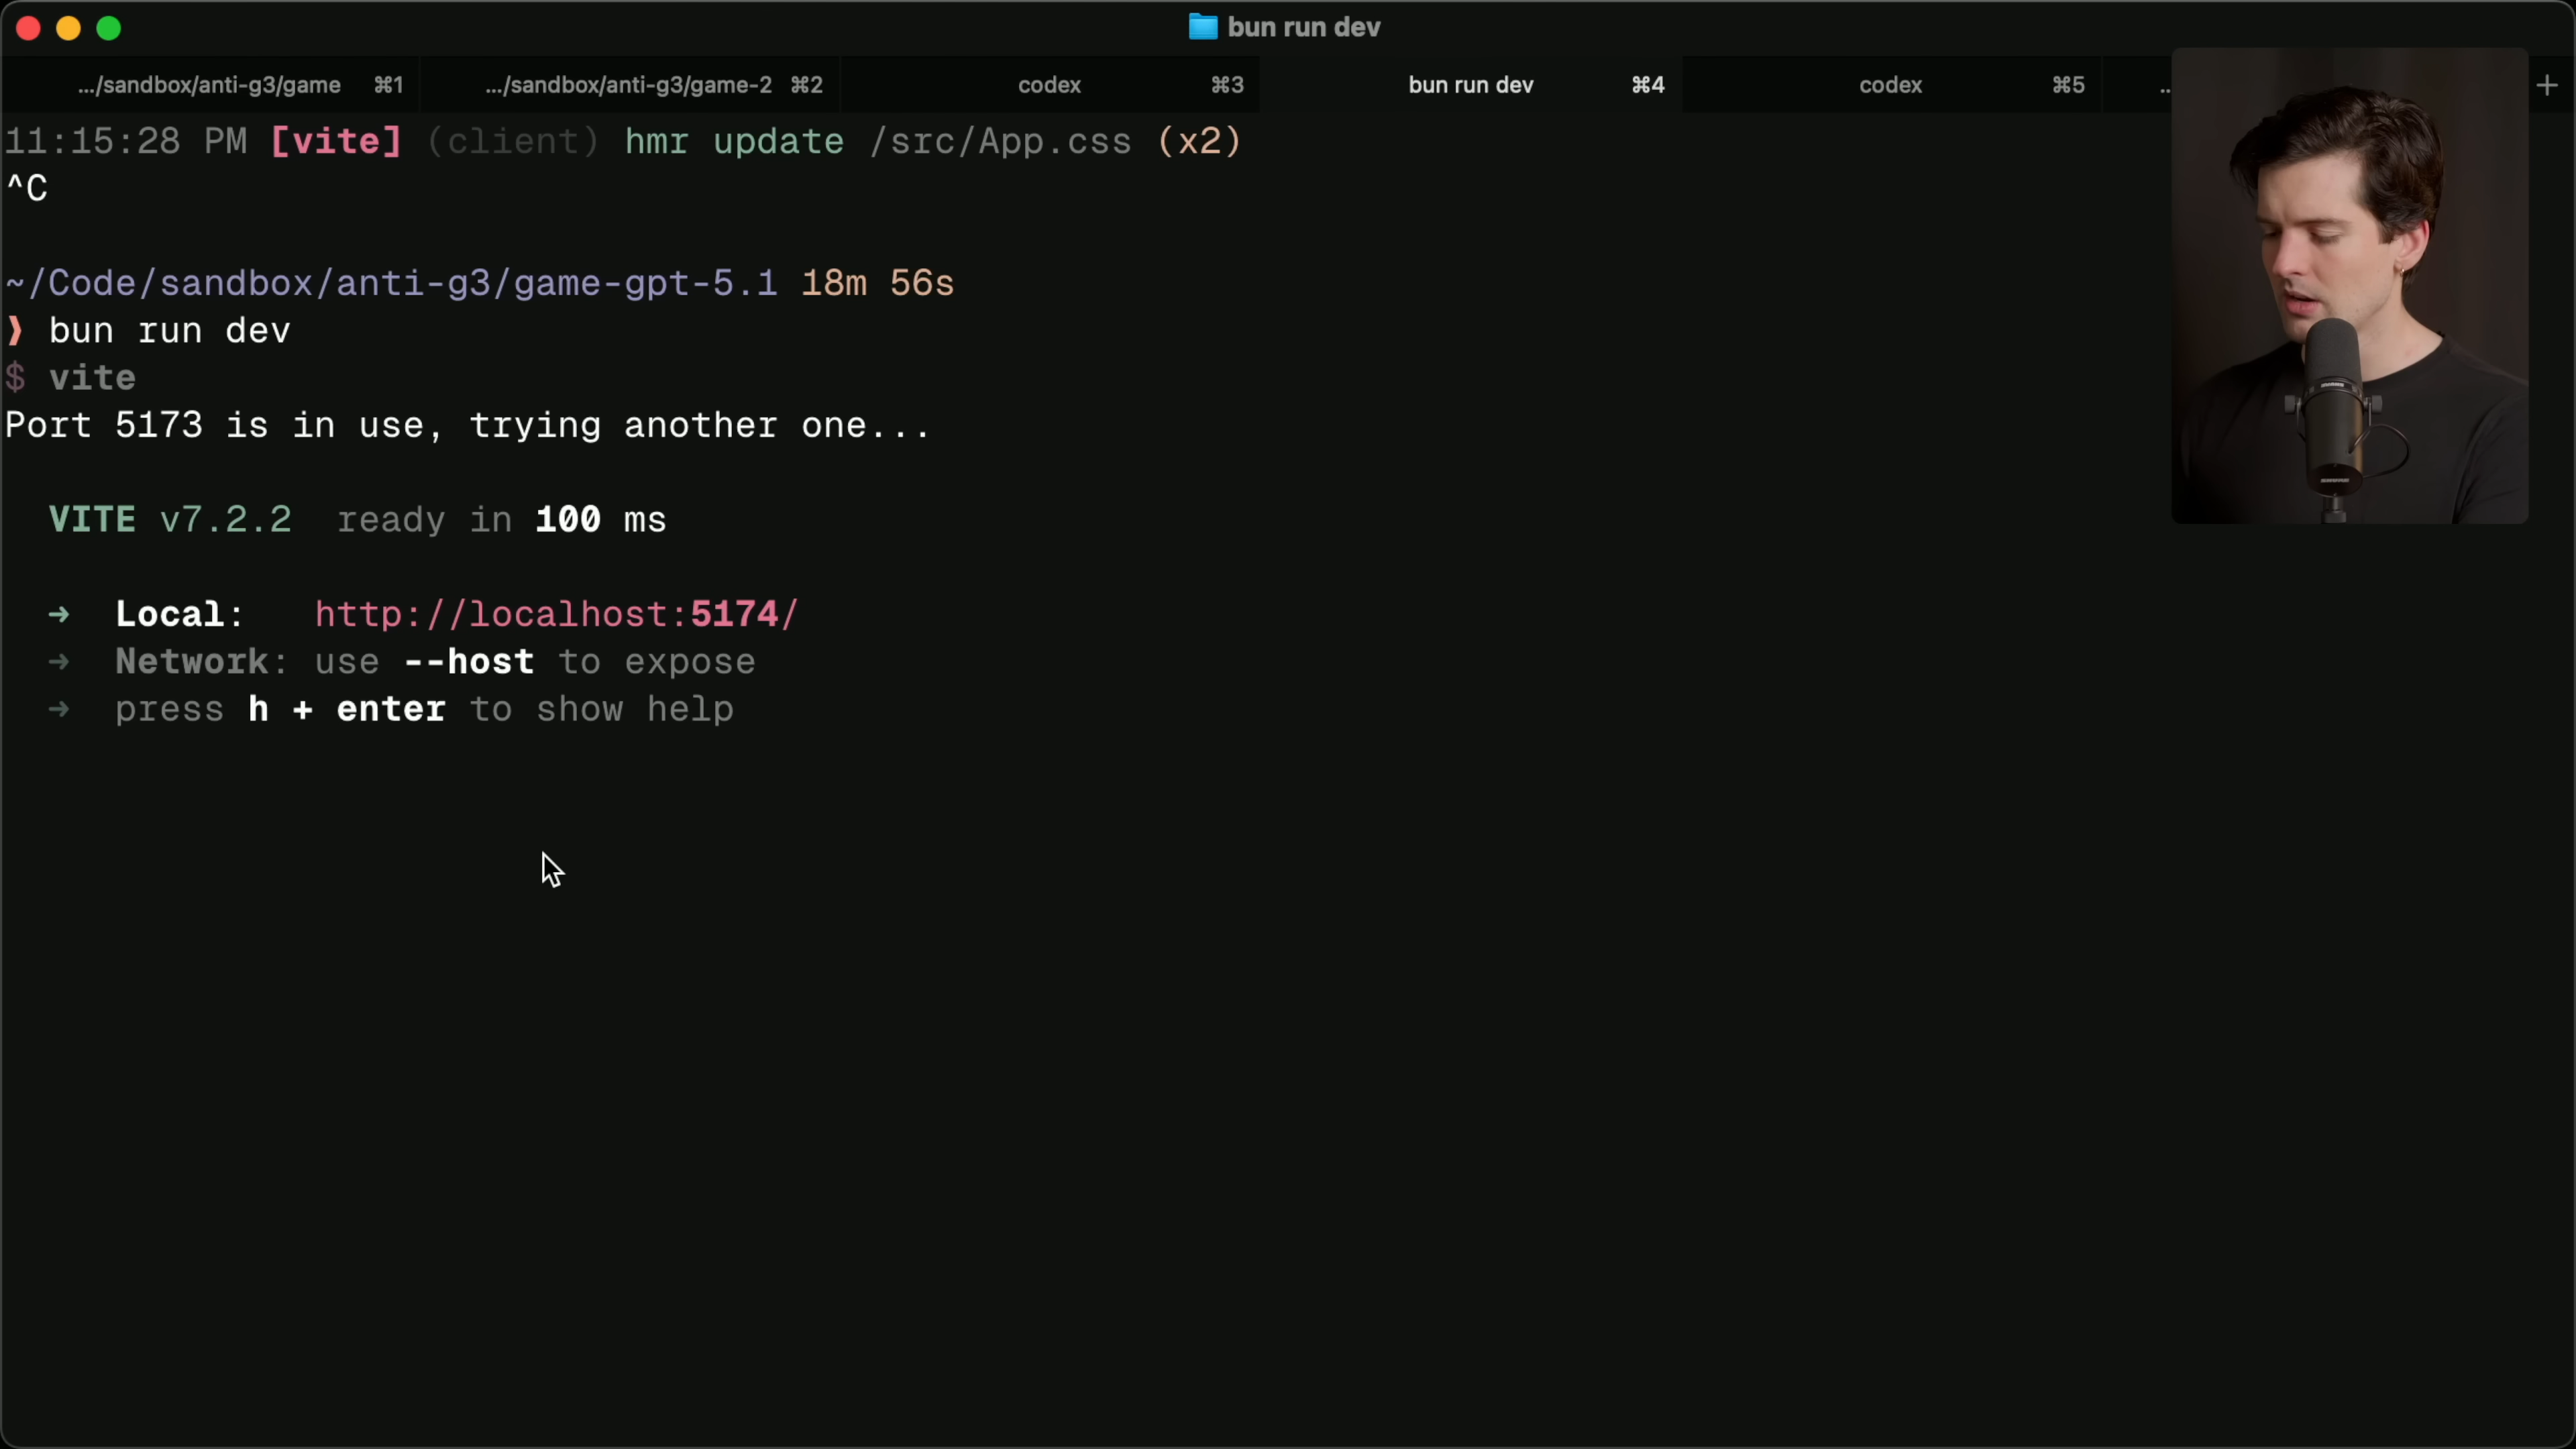 bun run dev
.../sandbox/anti-g3/game ⌘1 .../sandbox/anti-g3/game-2 ⌘2 codex ⌘3 bun run dev ⌘4 codex ⌘5 .. +
11:15:28 PM [vite] (client) hmr update /src/App.css (x2)
^C
~/Code/sandbox/anti-g3/game-gpt-5.1 18m 56s
❯ bun run dev
$ vite
Port 5173 is in use, trying another one...
VITE v7.2.2 ready in 100 ms
➜ Local: http://localhost:5174/
➜ Network: use --host to expose
➜ press h + enter to show help